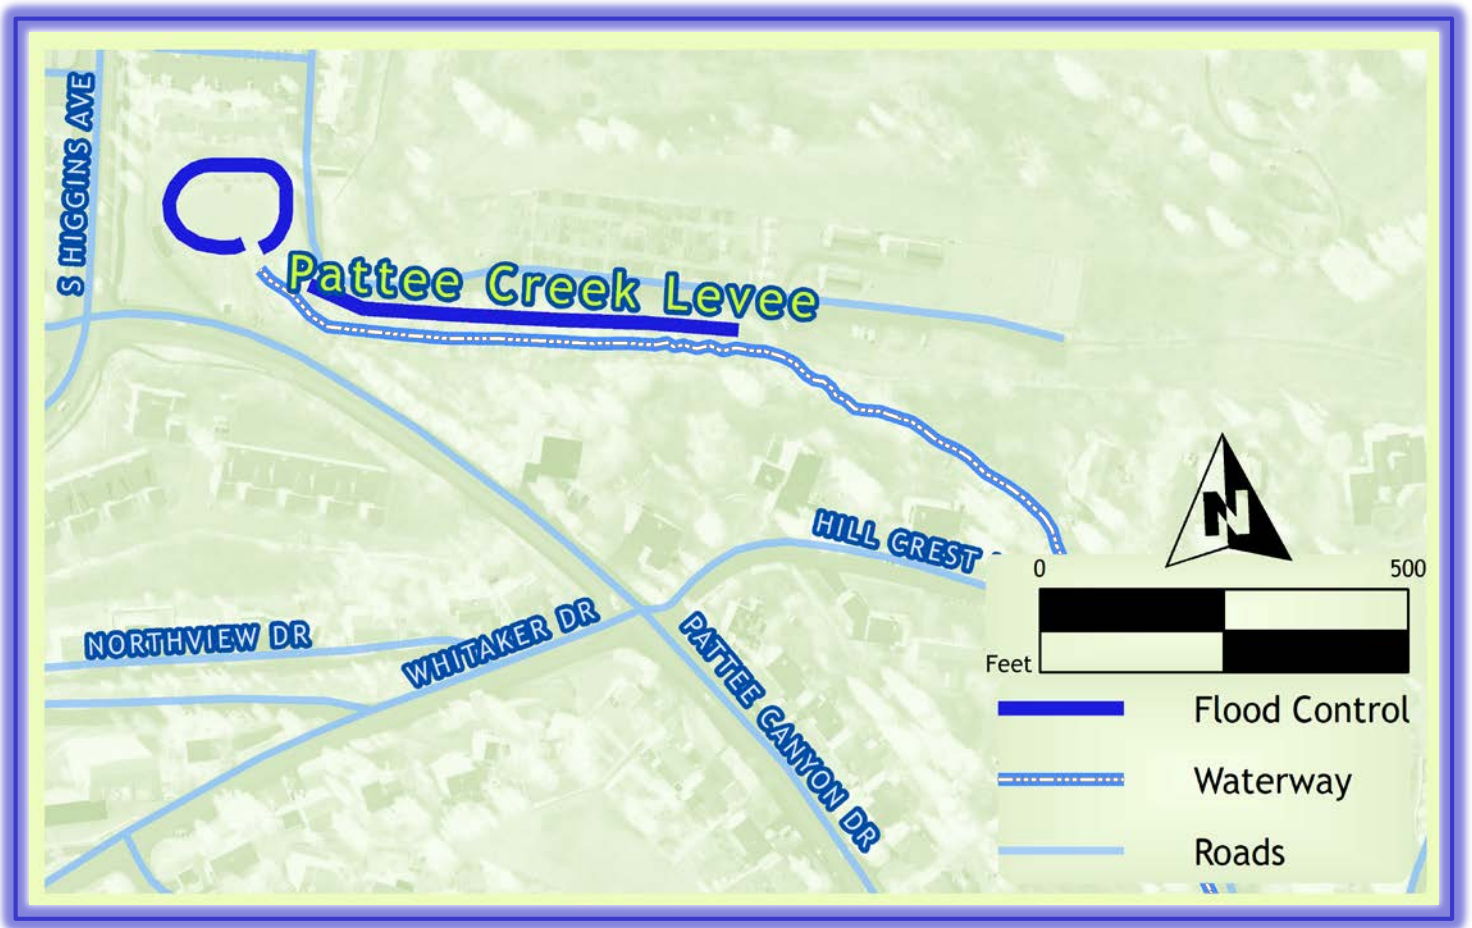 S HIGGINS AVE
Pattee Creek Levee
N
HILL CREST
0 500
Feet
NORTHVIEW DR
WHITAKER DR
PATTEE CANYON DR
Flood Control
Waterway
Roads